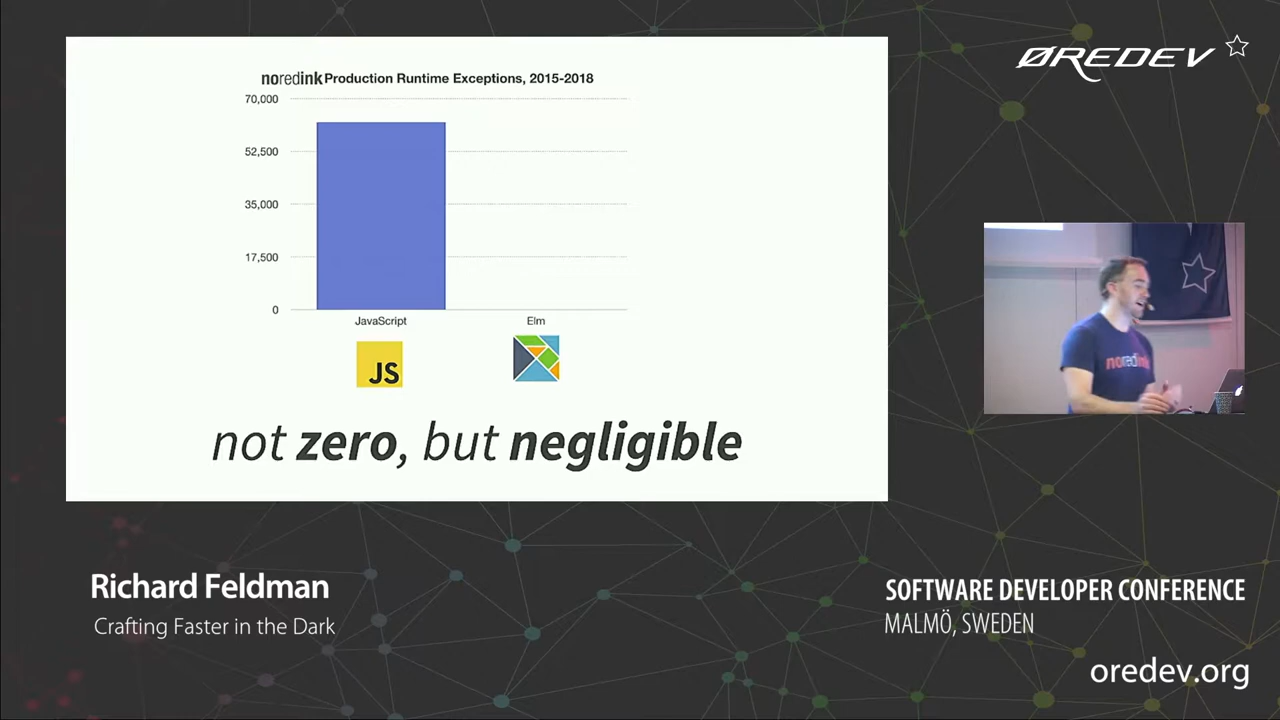 noredink Production Runtime Exceptions, 2015-2018
70,000
52,500
35,000
17,500
0
JavaScript
Elm
JS
not zero, but negligible
ØREDEV
noredink
Richard Feldman
Crafting Faster in the Dark
SOFTWARE DEVELOPER CONFERENCE
MALMÖ, SWEDEN
oredev.org